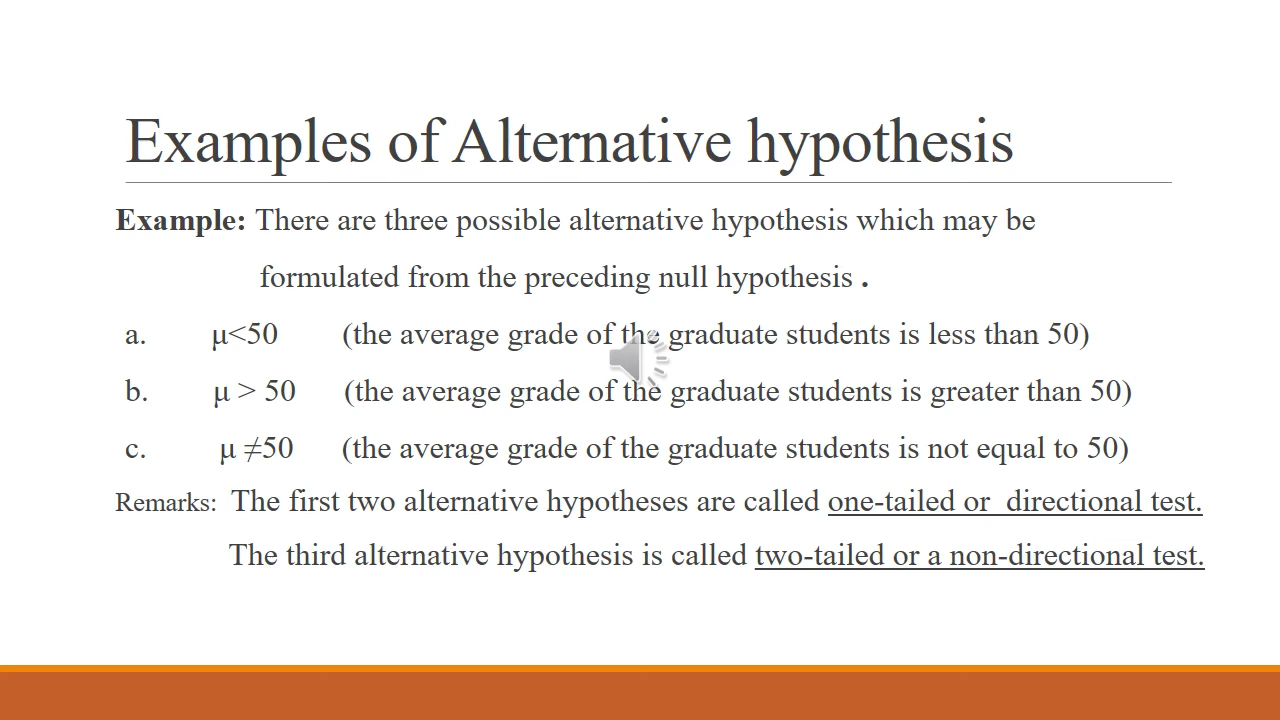 Examples of Alternative hypothesis
Example: There are three possible alternative hypothesis which may be
formulated from the preceding null hypothesis .
a. μ<50 (the average grade of the graduate students is less than 50)
b. μ > 50 (the average grade of the graduate students is greater than 50)
c. μ ≠50 (the average grade of the graduate students is not equal to 50)
Remarks: The first two alternative hypotheses are called one-tailed or directional test.
The third alternative hypothesis is called two-tailed or a non-directional test.